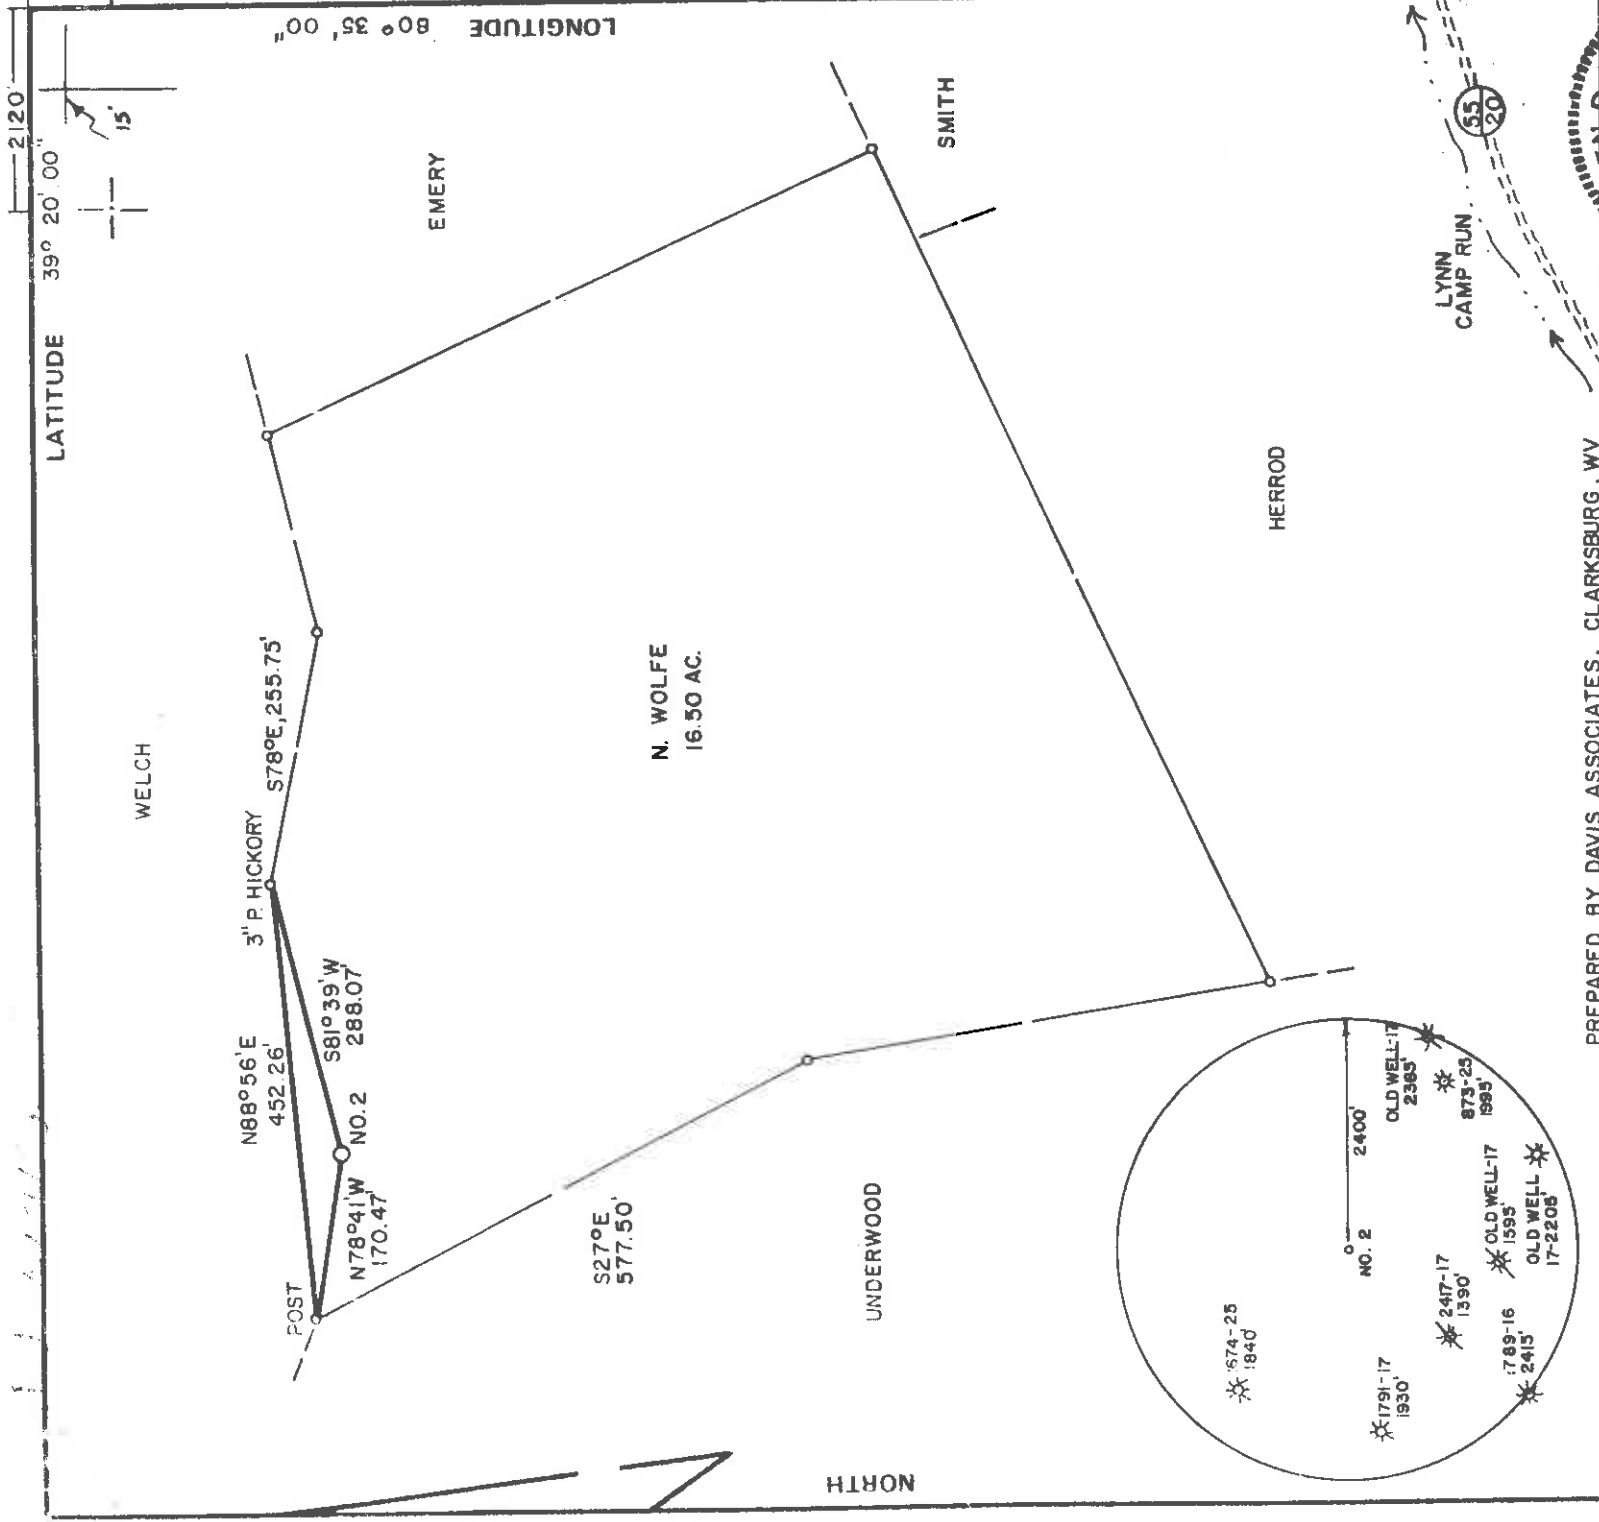 2120'
LATITUDE 39° 20' 00"
15'
LONGITUDE 80° 35' 00"
EMERY
SMITH
WELCH
3" P. HICKORY
S78°E, 255.75'
N88°56'E
452.26'
S81°39'W
288.07'
NO. 2
POST
N78°41'W
170.47'
N. WOLFE
16.50 AC.
S27°E
577.50'
UNDERWOOD
HERROD
LYNN
CAMP RUN
55
20
NORTH
674-25
1840'
1791-17
1930'
NO. 2
2400'
OLD WELL-17
2365'
873-25
1995'
2417-17
1390'
OLD WELL-17
1595'
OLD WELL
17-2205'
1789-16
2415'
PREPARED BY DAVIS ASSOCIATES, CLARKSBURG, WV